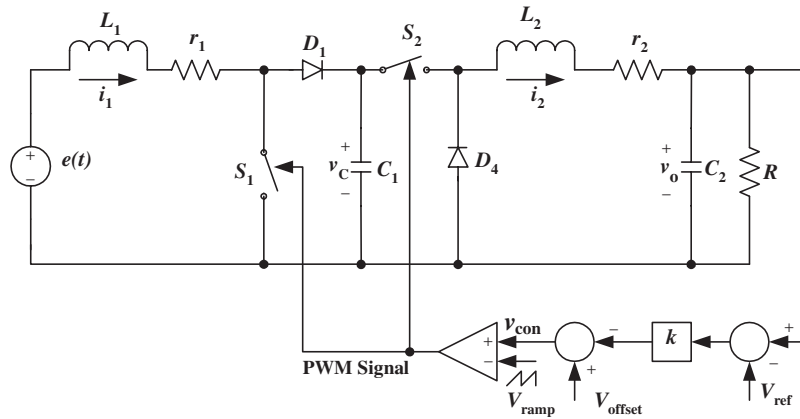 L1
r1
D1
S2
L2
r2
i1
i2
+
−
e(t)
S1
+
vC
−
C1
D4
+
vo
−
C2
R
PWM Signal
vcon
+
−
Vramp
−
+
Voffset
k
+
−
Vref